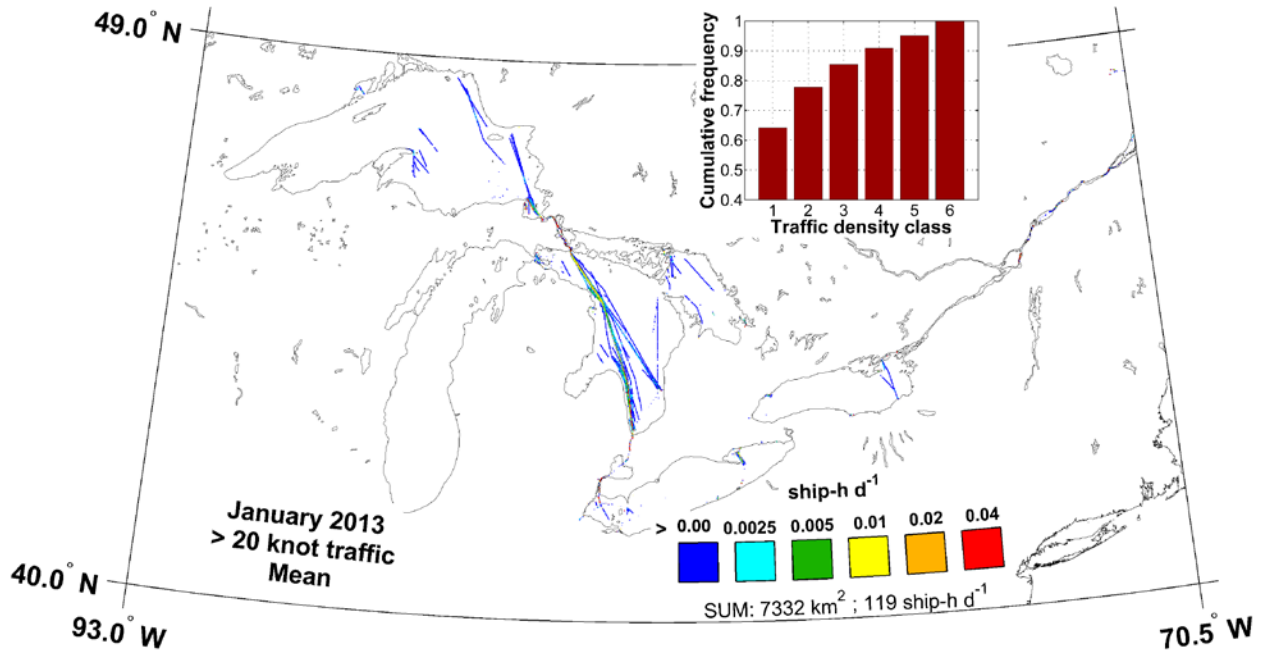 49.0° N
1
0.9
0.8
0.7
0.6
0.5
0.4
Cumulative frequency
1 2 3 4 5 6
Traffic density class
January 2013
> 20 knot traffic
Mean
ship-h d⁻¹
> 0.00 0.0025 0.005 0.01 0.02 0.04
SUM: 7332 km² ; 119 ship-h d⁻¹
40.0° N
93.0° W
70.5° W